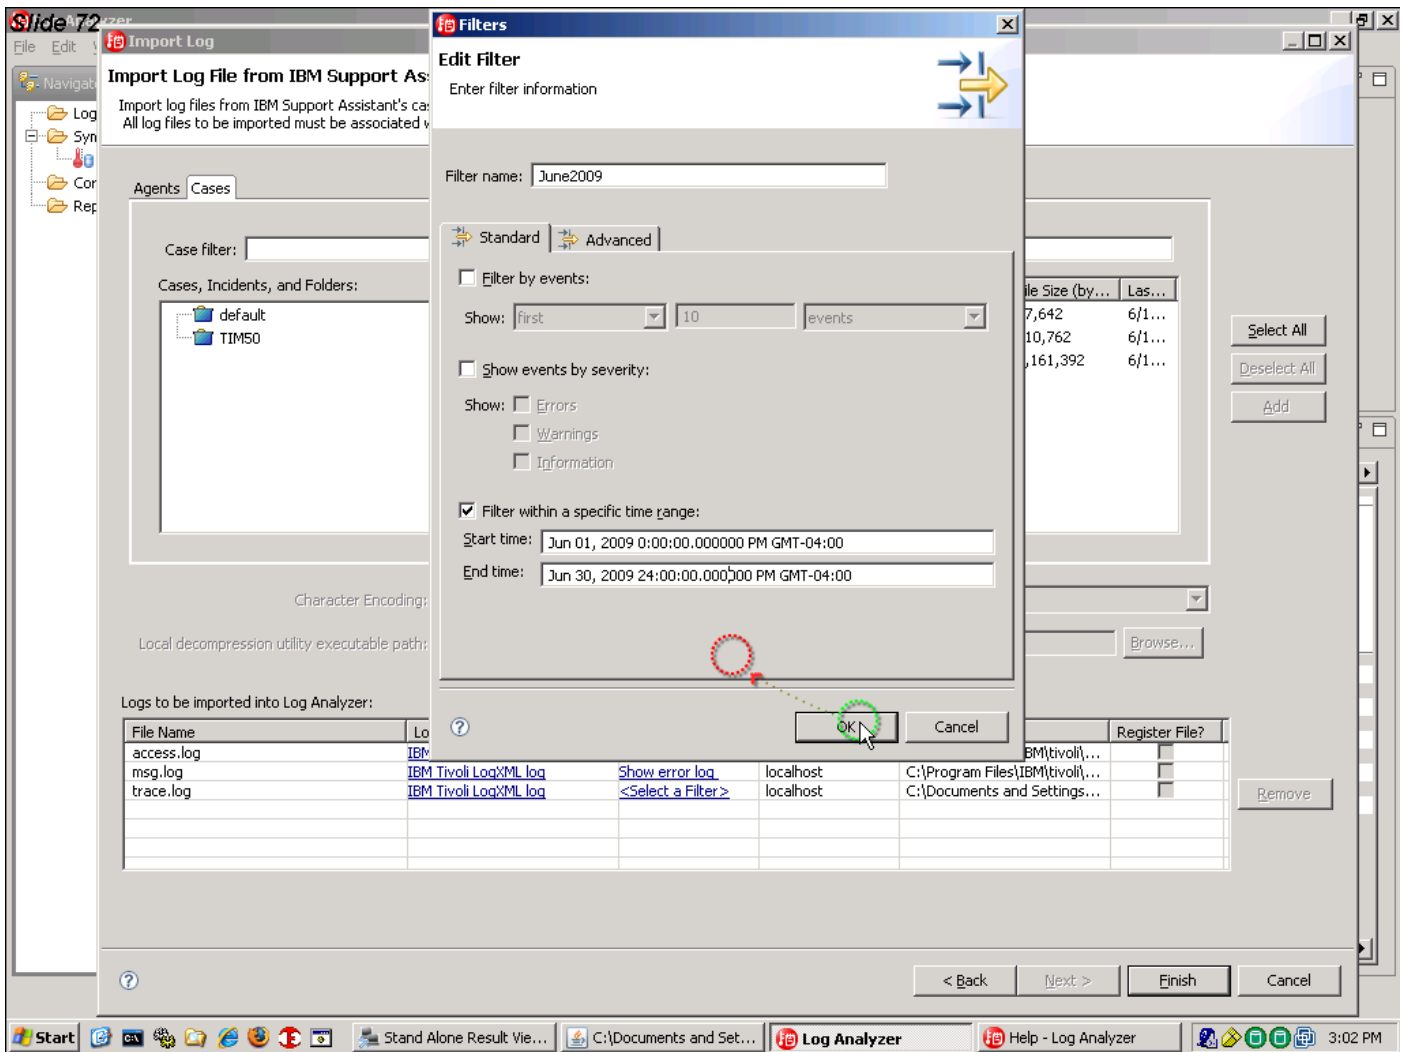 Slide 72
Analyzer
File Edit
Import Log
Filters
Import Log File from IBM Support As
Import log files from IBM Support Assistant's ca
All log files to be imported must be associated
Edit Filter
Enter filter information
Navigat
Log
Syn
Cor
Rep
Filter name: June2009
Agents Cases
Standard Advanced
Case filter:
Cases, Incidents, and Folders:
default
TIM50
Filter by events:
Show: first 10 events
ile Size (by... Las...
7,642 6/1...
10,762 6/1...
,161,392 6/1...
Select All
Deselect All
Add
Show events by severity:
Show: Errors
Warnings
Information
Filter within a specific time range:
Start time: Jun 01, 2009 0:00:00.000000 PM GMT-04:00
End time: Jun 30, 2009 24:00:00.000000 PM GMT-04:00
Character Encoding:
Local decompression utility executable path:
Browse...
Logs to be imported into Log Analyzer:
? OK Cancel
File Name Lo Register File?
access.log IBM BM\tivoli\...
msg.log IBM Tivoli LogXML log Show error log localhost C:\Program Files\IBM\tivoli\...
trace.log IBM Tivoli LogXML log <Select a Filter> localhost C:\Documents and Settings...
Remove
? < Back Next > Finish Cancel
Start Stand Alone Result Vie... C:\Documents and Set... Log Analyzer Help - Log Analyzer 3:02 PM